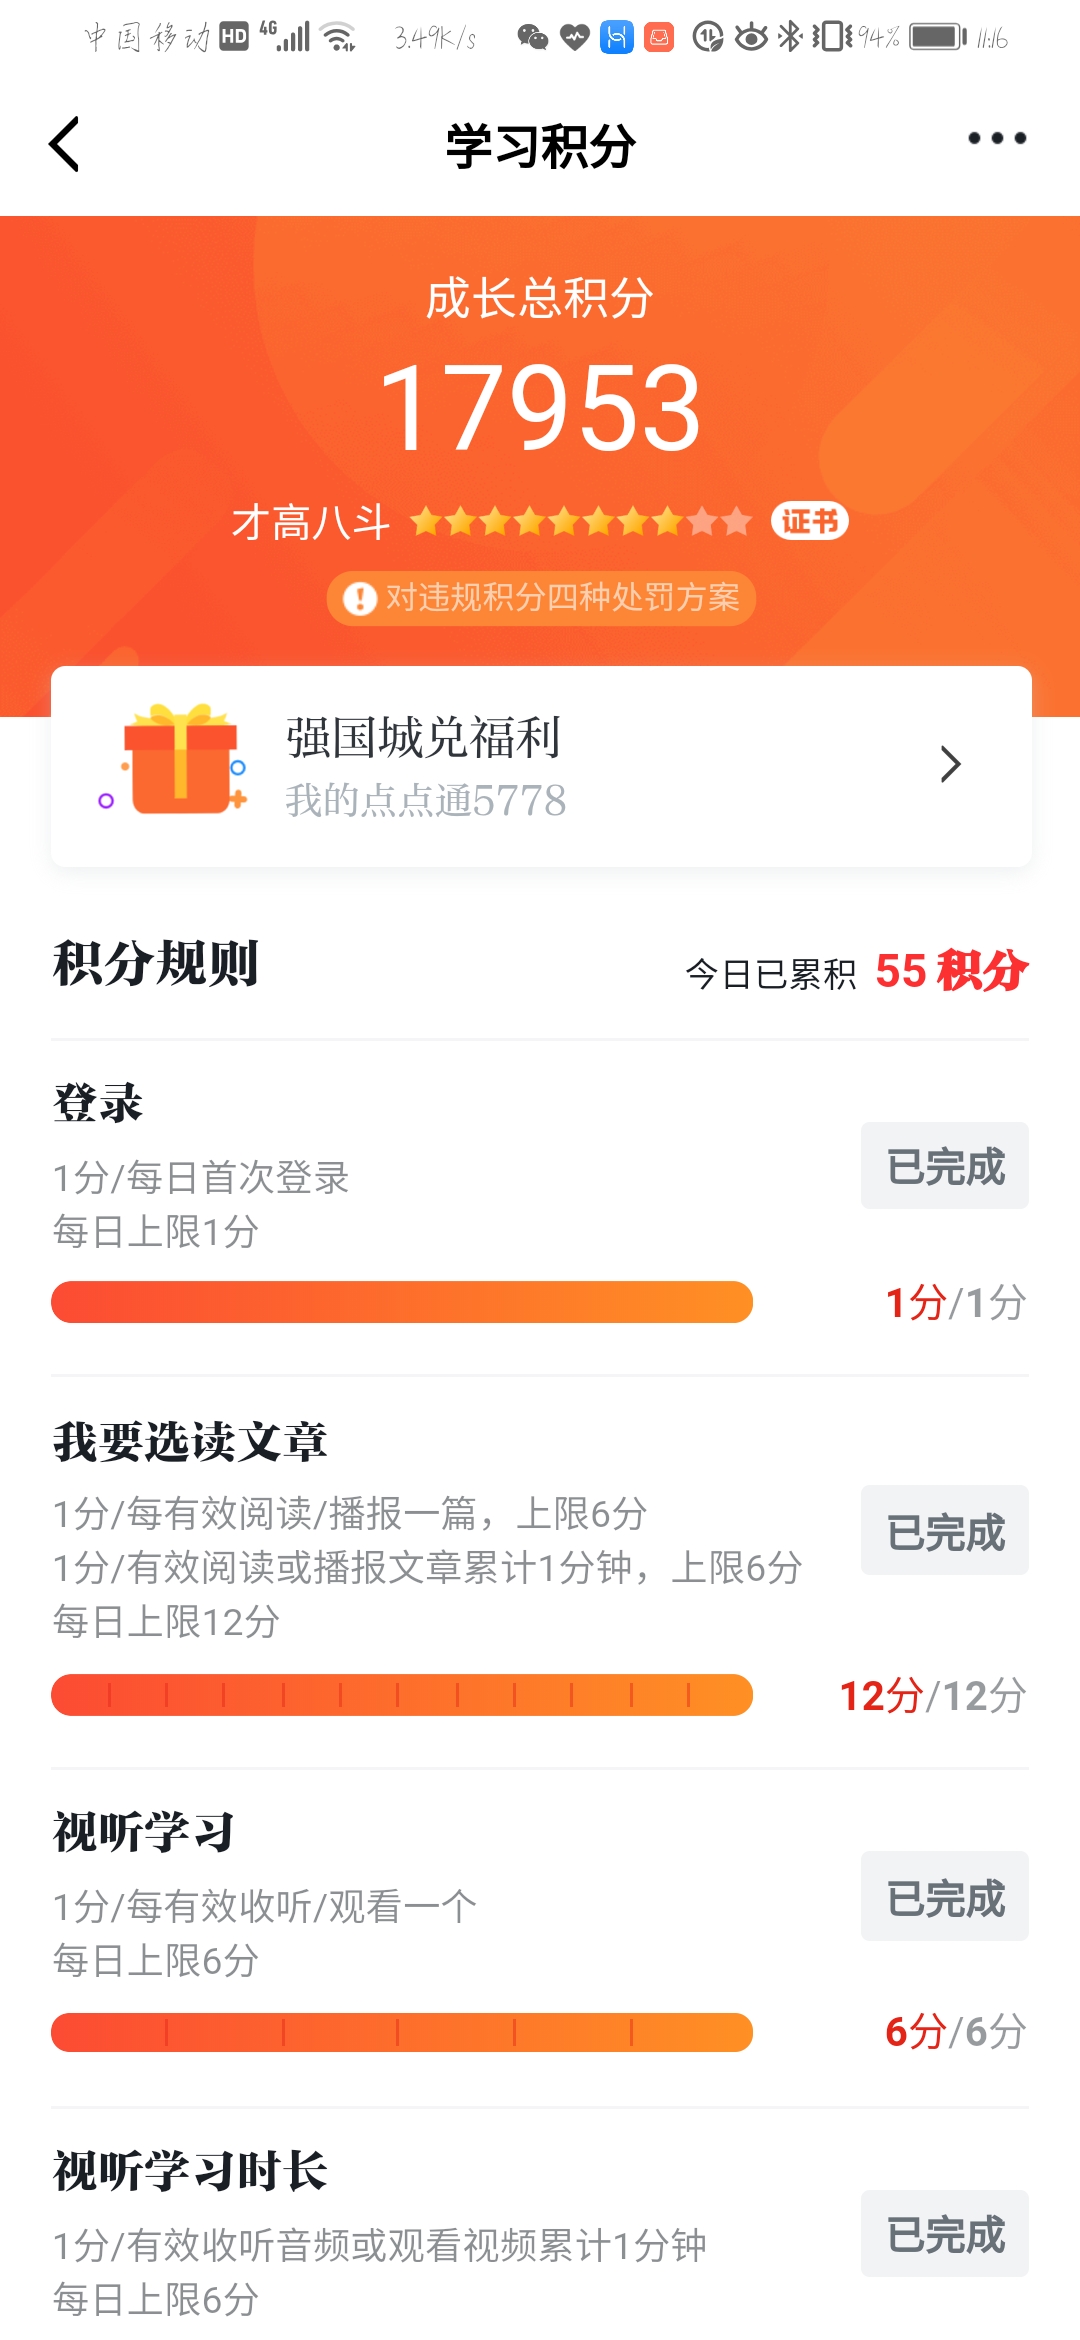 中国移动 HD 4G 3.49K/s 94% 11:16
学习积分
成长总积分
17953
才高八斗 证书
对违规积分四种处罚方案
强国城兑福利
我的点点通5778
积分规则
今日已累积 55 积分
登录
1分/每日首次登录
每日上限1分
已完成
1分/1分
我要选读文章
1分/每有效阅读/播报一篇，上限6分
1分/有效阅读或播报文章累计1分钟，上限6分
每日上限12分
已完成
12分/12分
视听学习
1分/每有效收听/观看一个
每日上限6分
已完成
6分/6分
视听学习时长
1分/有效收听音频或观看视频累计1分钟
每日上限6分
已完成